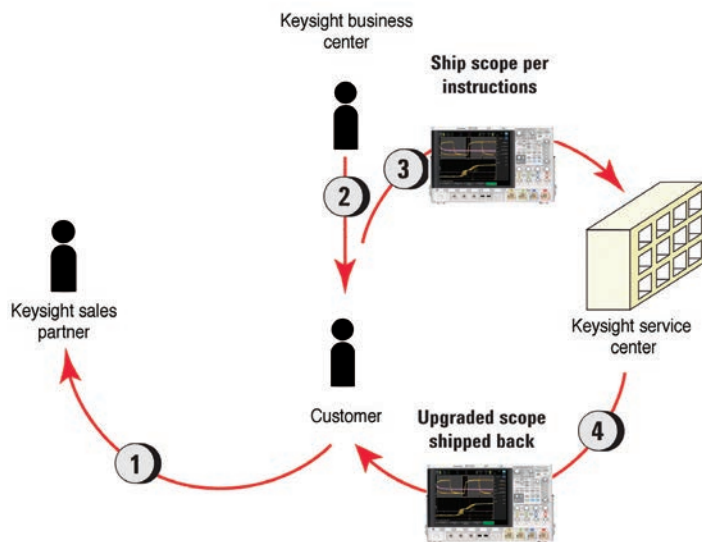 Keysight business
center
Ship scope per
instructions
2
3
Keysight sales
partner
Keysight service
center
Customer
Upgraded scope
shipped back
4
1